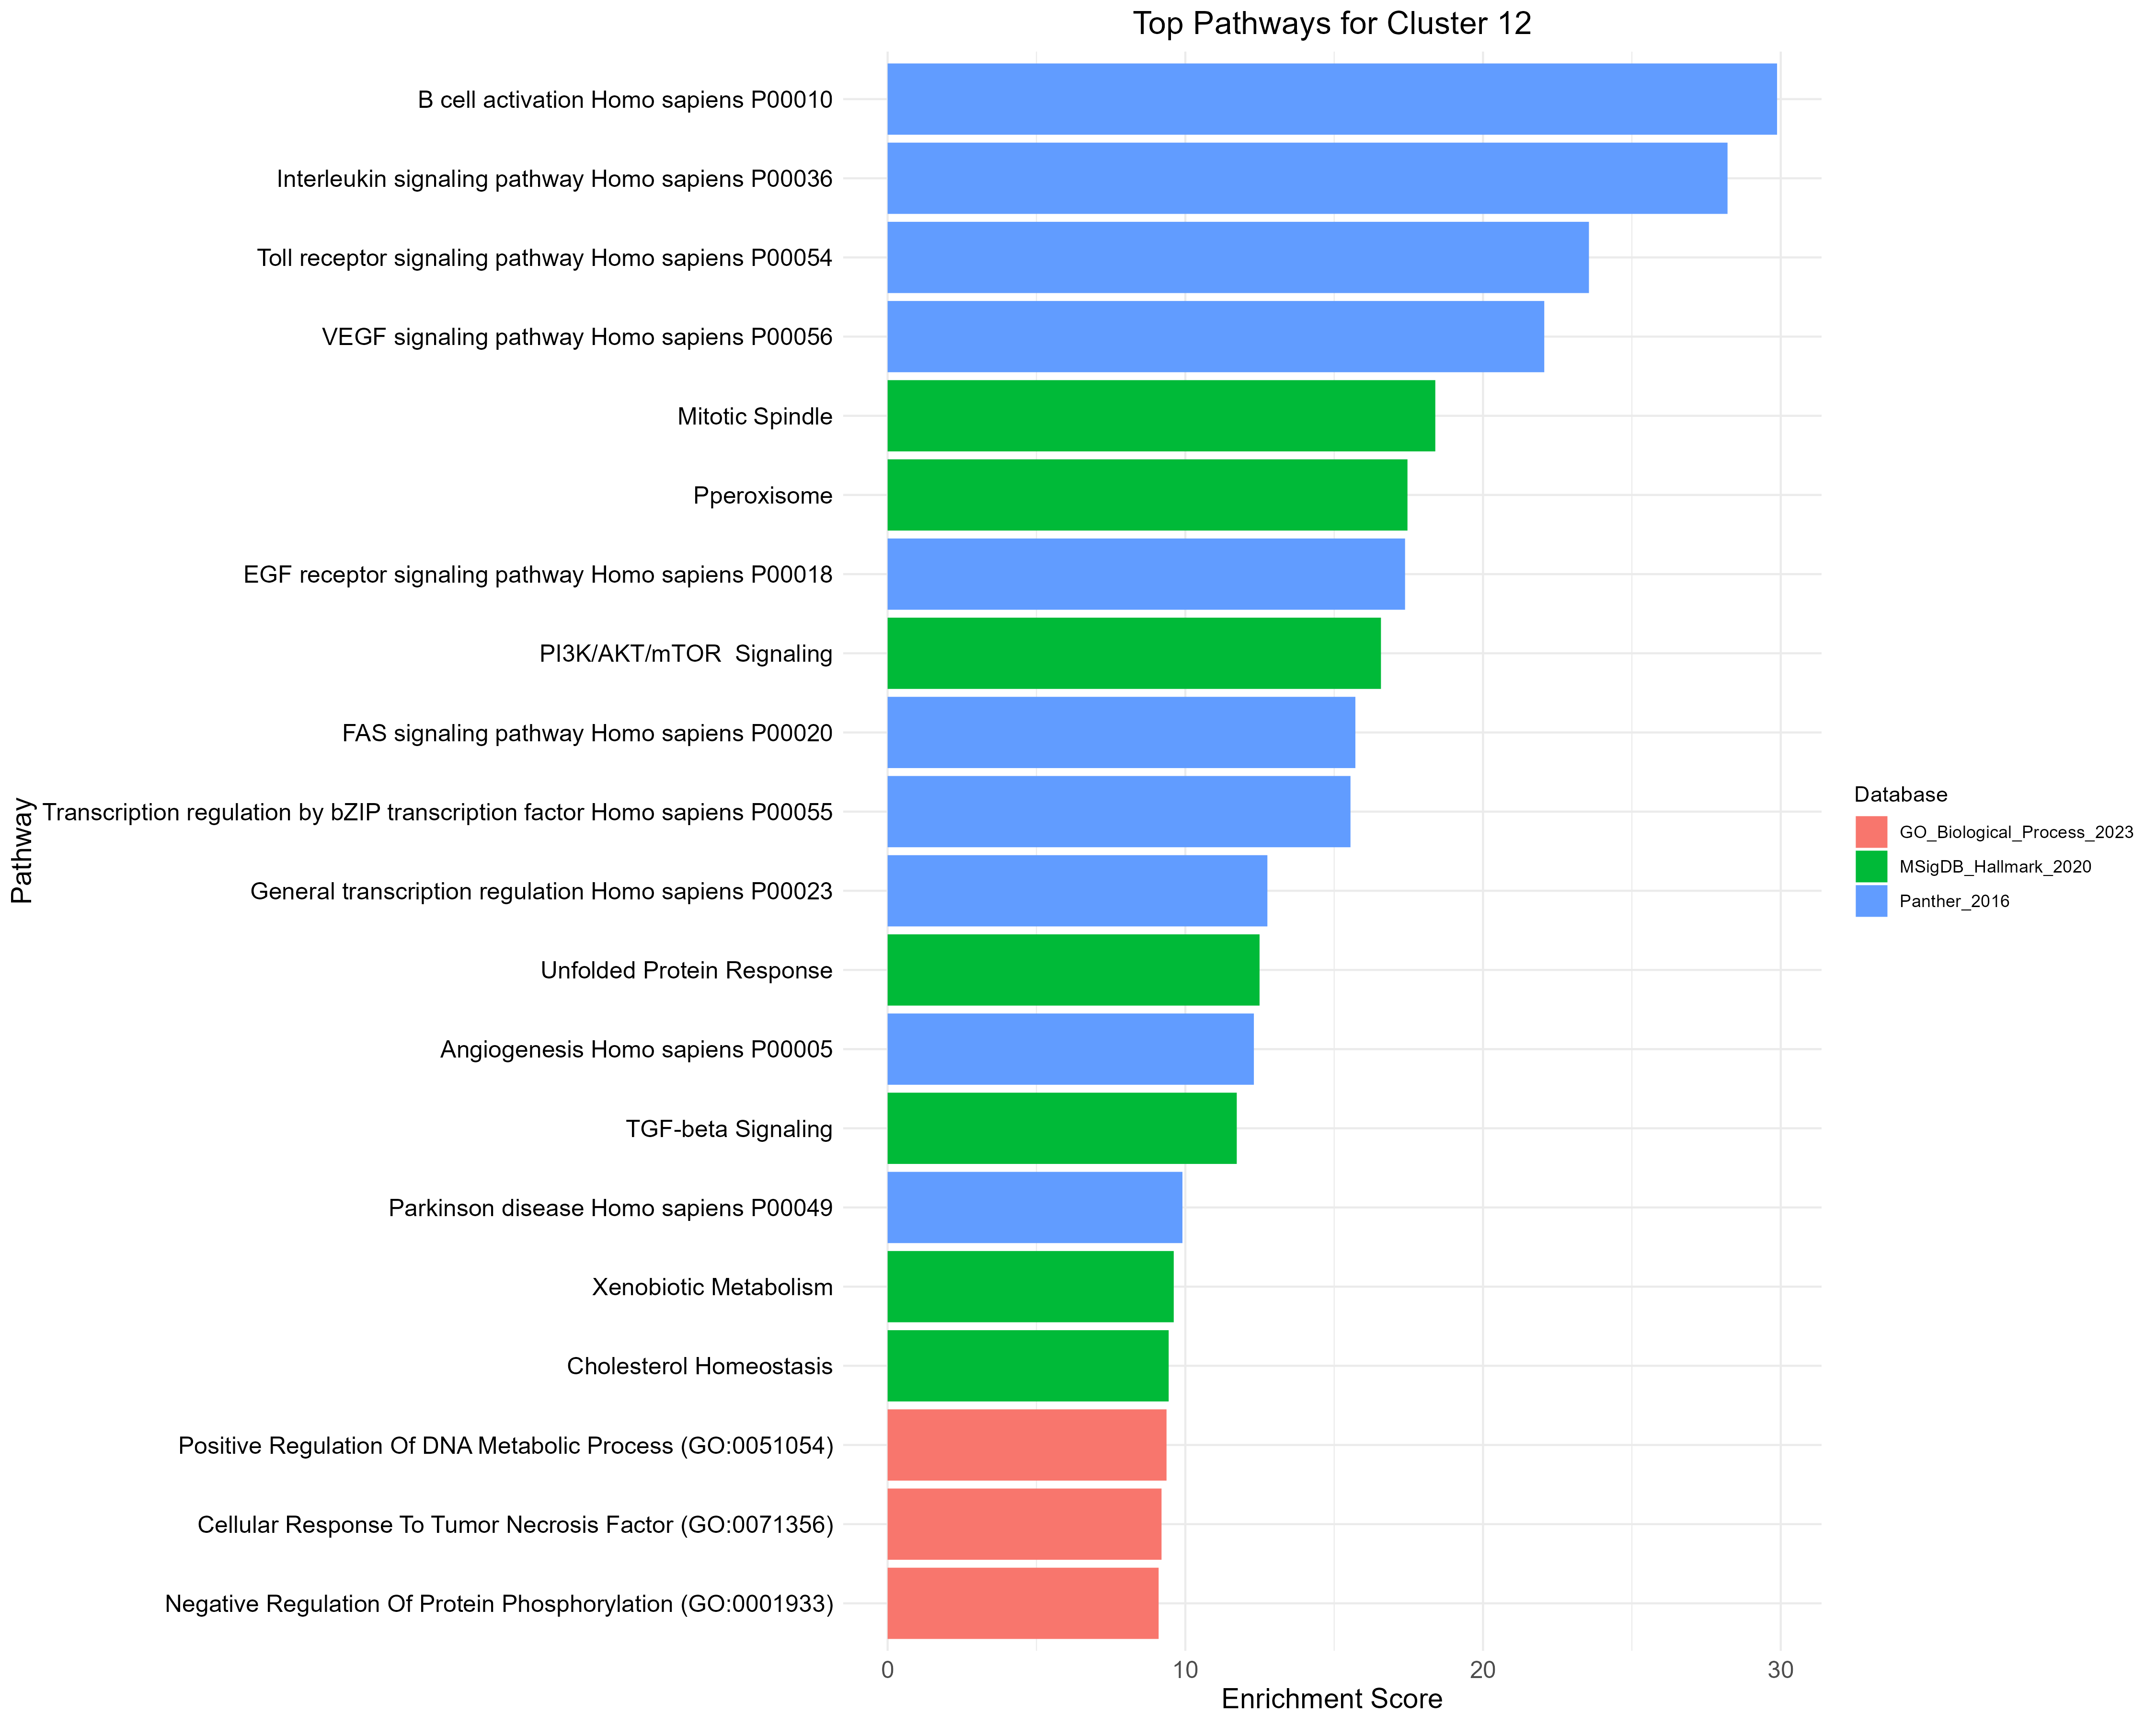 Top Pathways for Cluster 12
B cell activation Homo sapiens P00010
Interleukin signaling pathway Homo sapiens P00036
Toll receptor signaling pathway Homo sapiens P00054
VEGF signaling pathway Homo sapiens P00056
Mitotic Spindle
Pperoxisome
EGF receptor signaling pathway Homo sapiens P00018
PI3K/AKT/mTOR  Signaling
FAS signaling pathway Homo sapiens P00020
Transcription regulation by bZIP transcription factor Homo sapiens P00055
General transcription regulation Homo sapiens P00023
Unfolded Protein Response
Angiogenesis Homo sapiens P00005
TGF-beta Signaling
Parkinson disease Homo sapiens P00049
Xenobiotic Metabolism
Cholesterol Homeostasis
Positive Regulation Of DNA Metabolic Process (GO:0051054)
Cellular Response To Tumor Necrosis Factor (GO:0071356)
Negative Regulation Of Protein Phosphorylation (GO:0001933)
Pathway
0 10 20 30
Enrichment Score
Database
GO_Biological_Process_2023
MSigDB_Hallmark_2020
Panther_2016